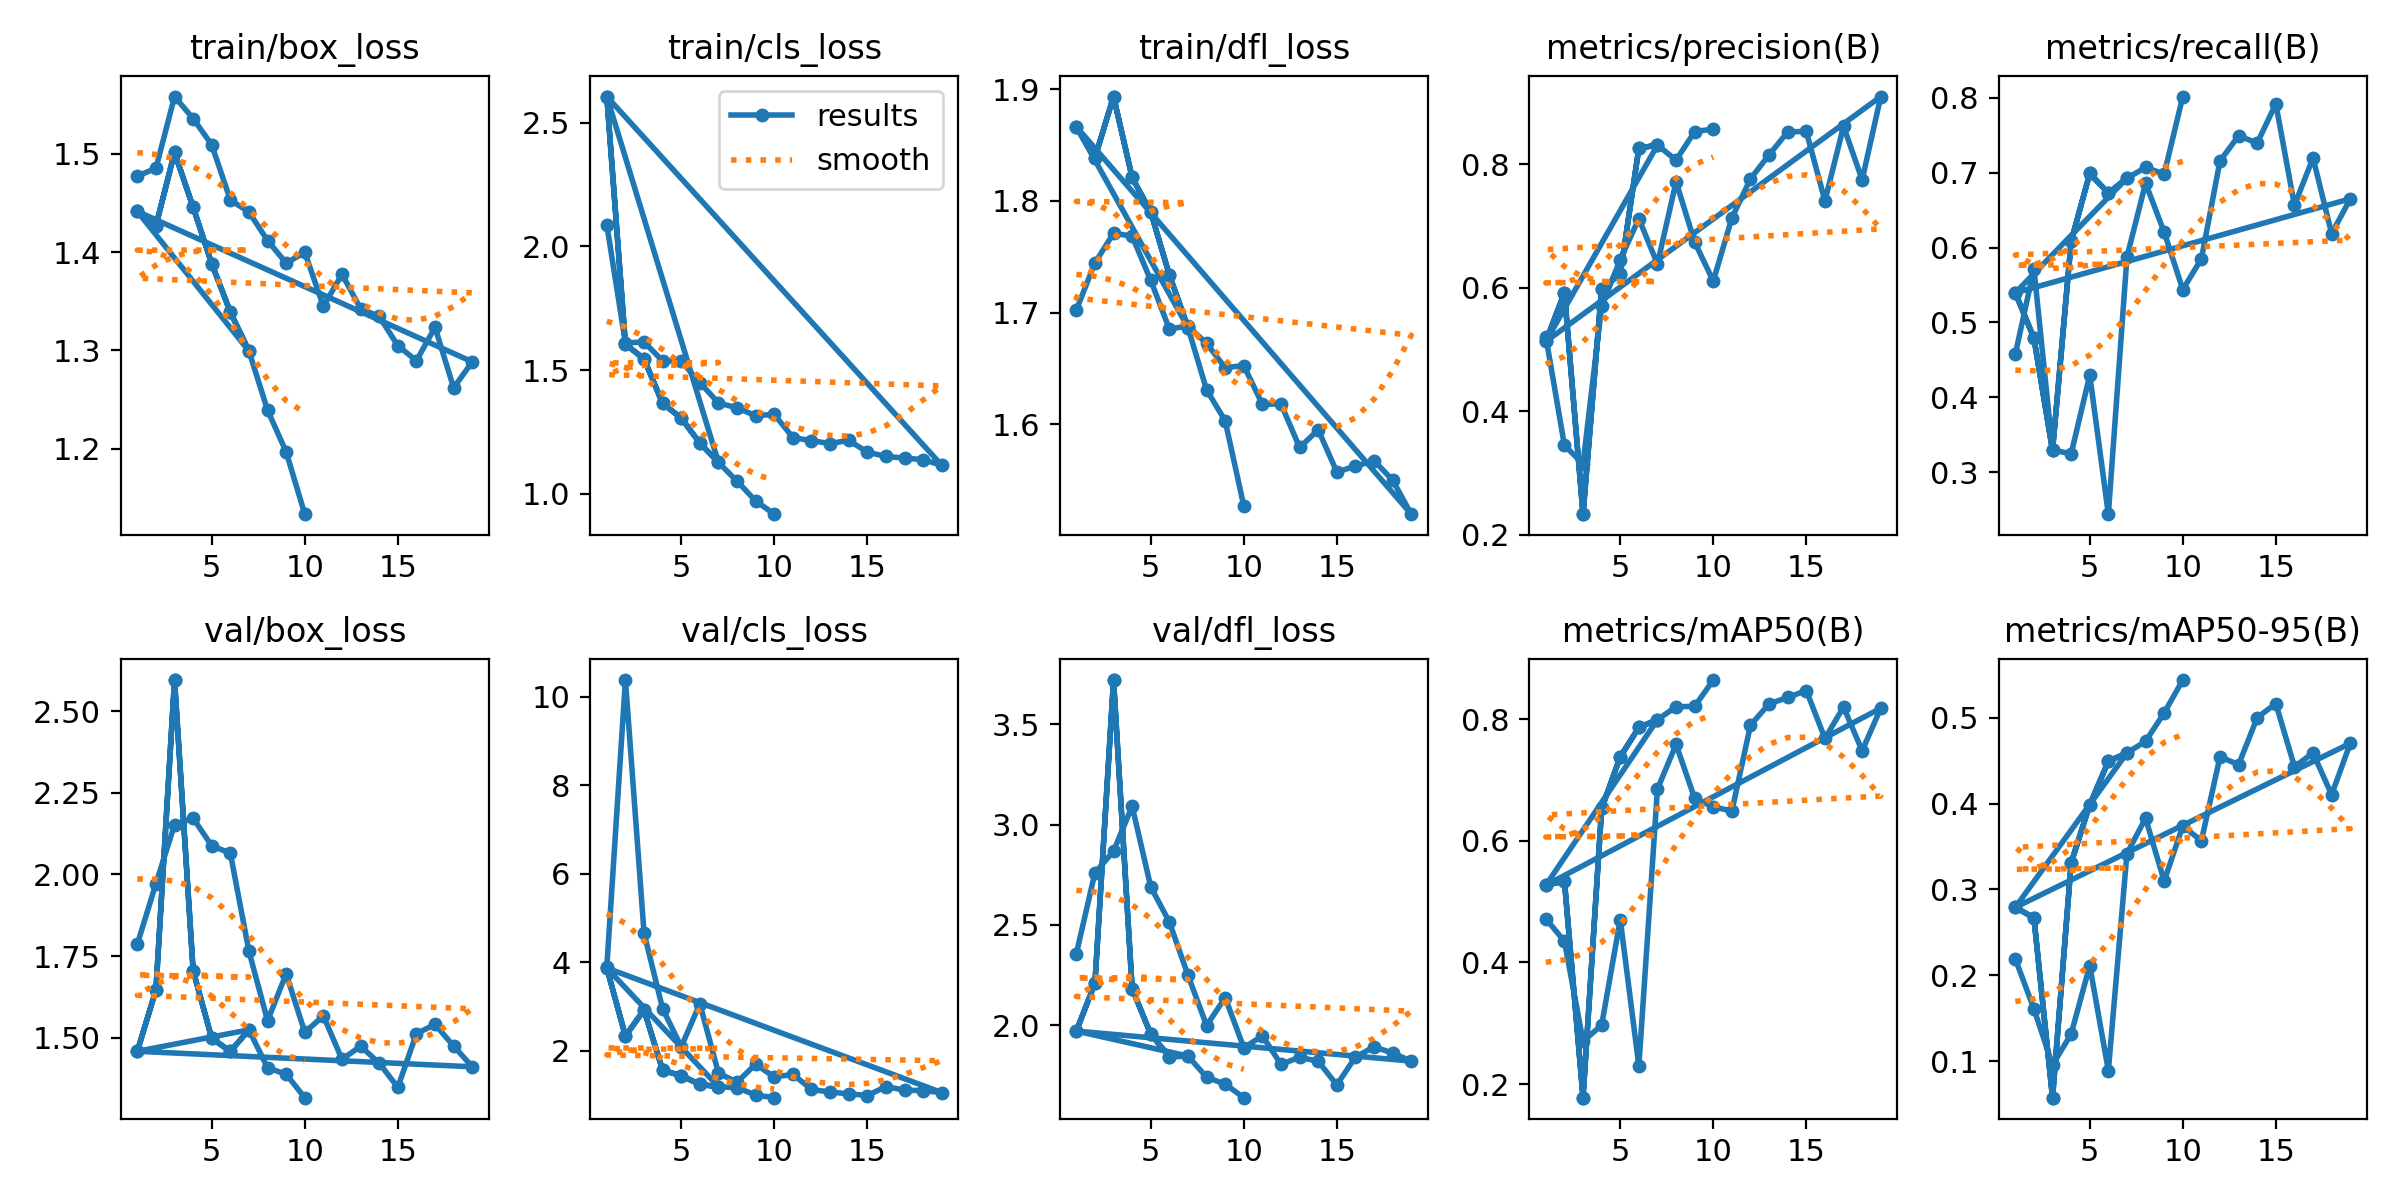 train/box_loss
train/cls_loss
train/dfl_loss
metrics/precision(B)
metrics/recall(B)
1.5
1.4
1.3
1.2
5 10 15
results
smooth
2.5
2.0
1.5
1.0
5 10 15
1.9
1.8
1.7
1.6
5 10 15
0.8
0.6
0.4
0.2
5 10 15
0.8
0.7
0.6
0.5
0.4
0.3
5 10 15
val/box_loss
val/cls_loss
val/dfl_loss
metrics/mAP50(B)
metrics/mAP50-95(B)
2.50
2.25
2.00
1.75
1.50
5 10 15
10
8
6
4
2
5 10 15
3.5
3.0
2.5
2.0
5 10 15
0.8
0.6
0.4
0.2
5 10 15
0.5
0.4
0.3
0.2
0.1
5 10 15